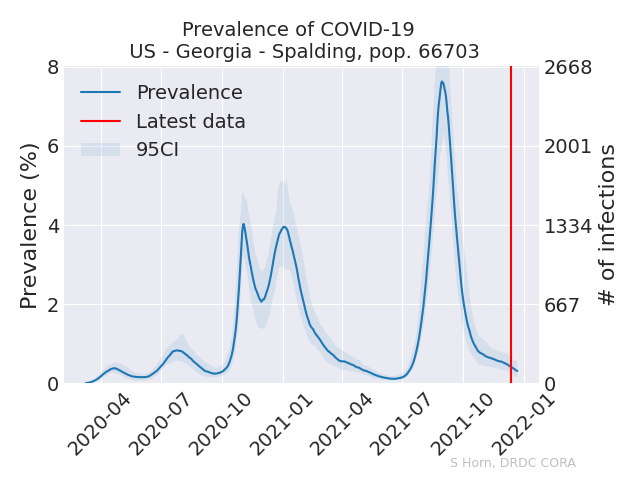 Prevalence of COVID-19
US - Georgia - Spalding, pop. 66703
Prevalence
Latest data
95CI
Prevalence (%)
# of infections
8
6
4
2
0
2668
2001
1334
667
0
2020-04
2020-07
2020-10
2021-01
2021-04
2021-07
2021-10
2022-01
S Horn, DRDC CORA